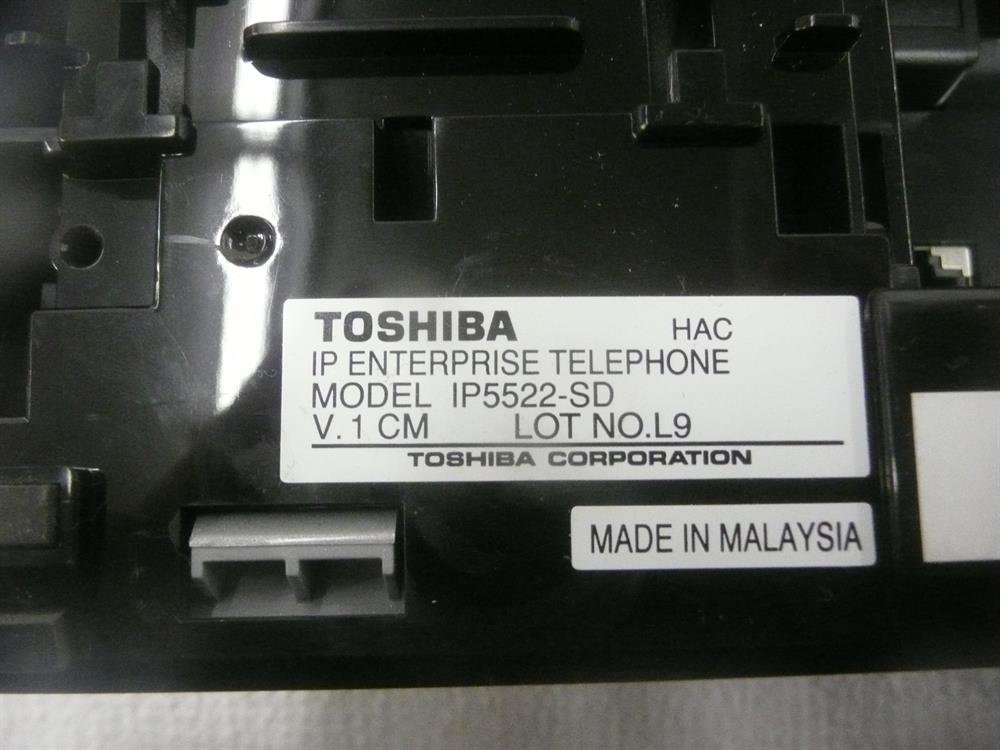 TOSHIBA HAC
IP ENTERPRISE TELEPHONE
MODEL IP5522-SD
V. 1 CM LOT NO.L9
TOSHIBA CORPORATION
MADE IN MALAYSIA